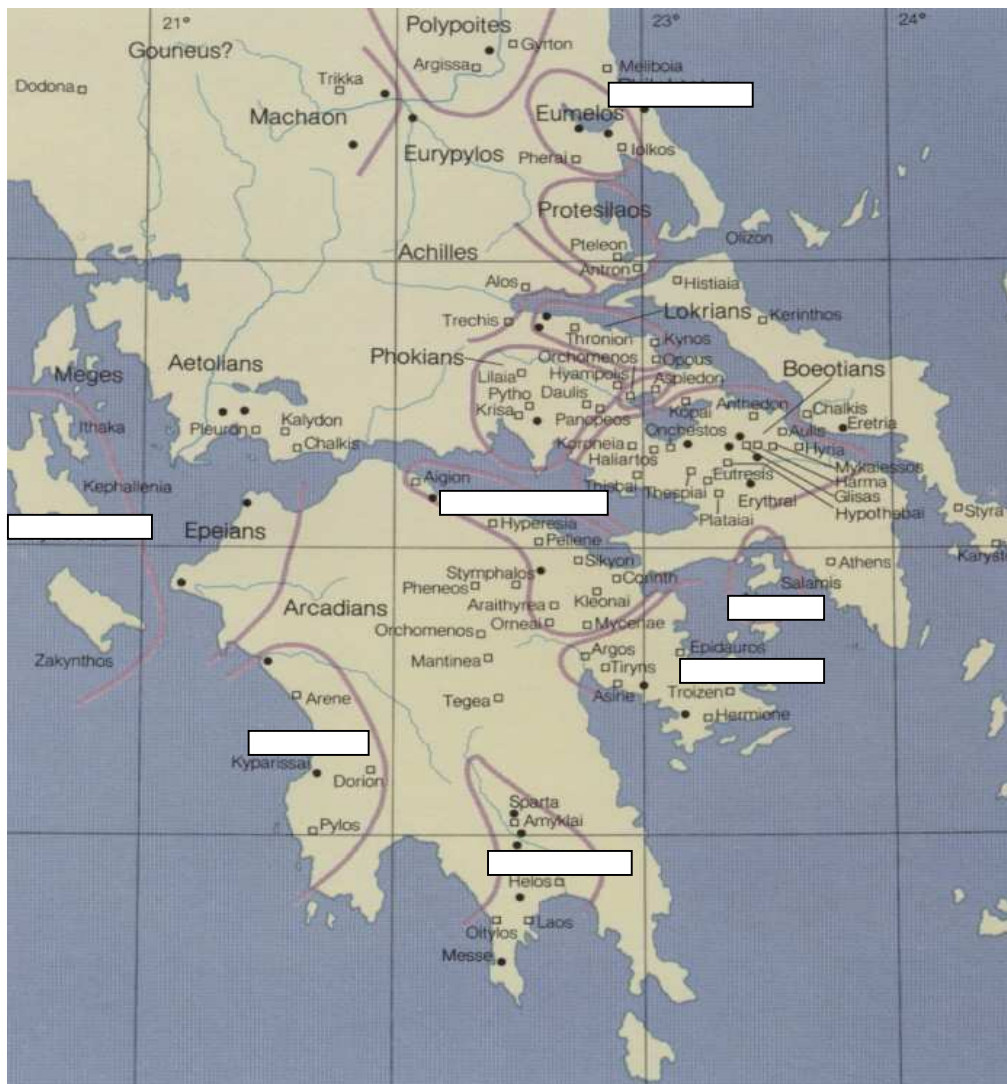 21°
23°
24°
Polypoites
Gouneus?
Gyrton
Argissa
Meliboia
Dodona
Trikka
Machaon
Eumelos
Eurypylos
Iolkos
Pherai
Protesilaos
Olizon
Achilles
Pteleon
Antron
Alos
Histiaia
Trechis
Lokrians
Kerinthos
Thronion
Kynos
Phokians
Orchomenos
Opous
Aetolians
Hyampolis
Boeotians
Meges
Lilaia
Aspledon
Pytho
Daulis
Anthedon
Chalkis
Krisa
Kopai
Ithaka
Kalydon
Panopeos
Eretria
Pleuron
Onchestos
Aulis
Chalkis
Koroneia
Hyria
Haliartos
Mykalessos
Aigion
Eutresis
Harma
Kephallenia
Thisbai
Thespiai
Erythrai
Glisas
Plataiai
Hypothebai
Hyperesia
Styra
Epeians
Pellene
Karysto
Sikyon
Athens
Stymphalos
Corinth
Salamis
Pheneos
Kleonai
Arcadians
Araithyrea
Orneai
Mycenae
Orchomenos
Zakynthos
Mantinea
Argos
Epidauros
Tiryns
Arene
Tegea
Asine
Troizen
Hermione
Kyparissai
Dorion
Sparta
Pylos
Amyklai
Helos
Oitylos
Laos
Messe